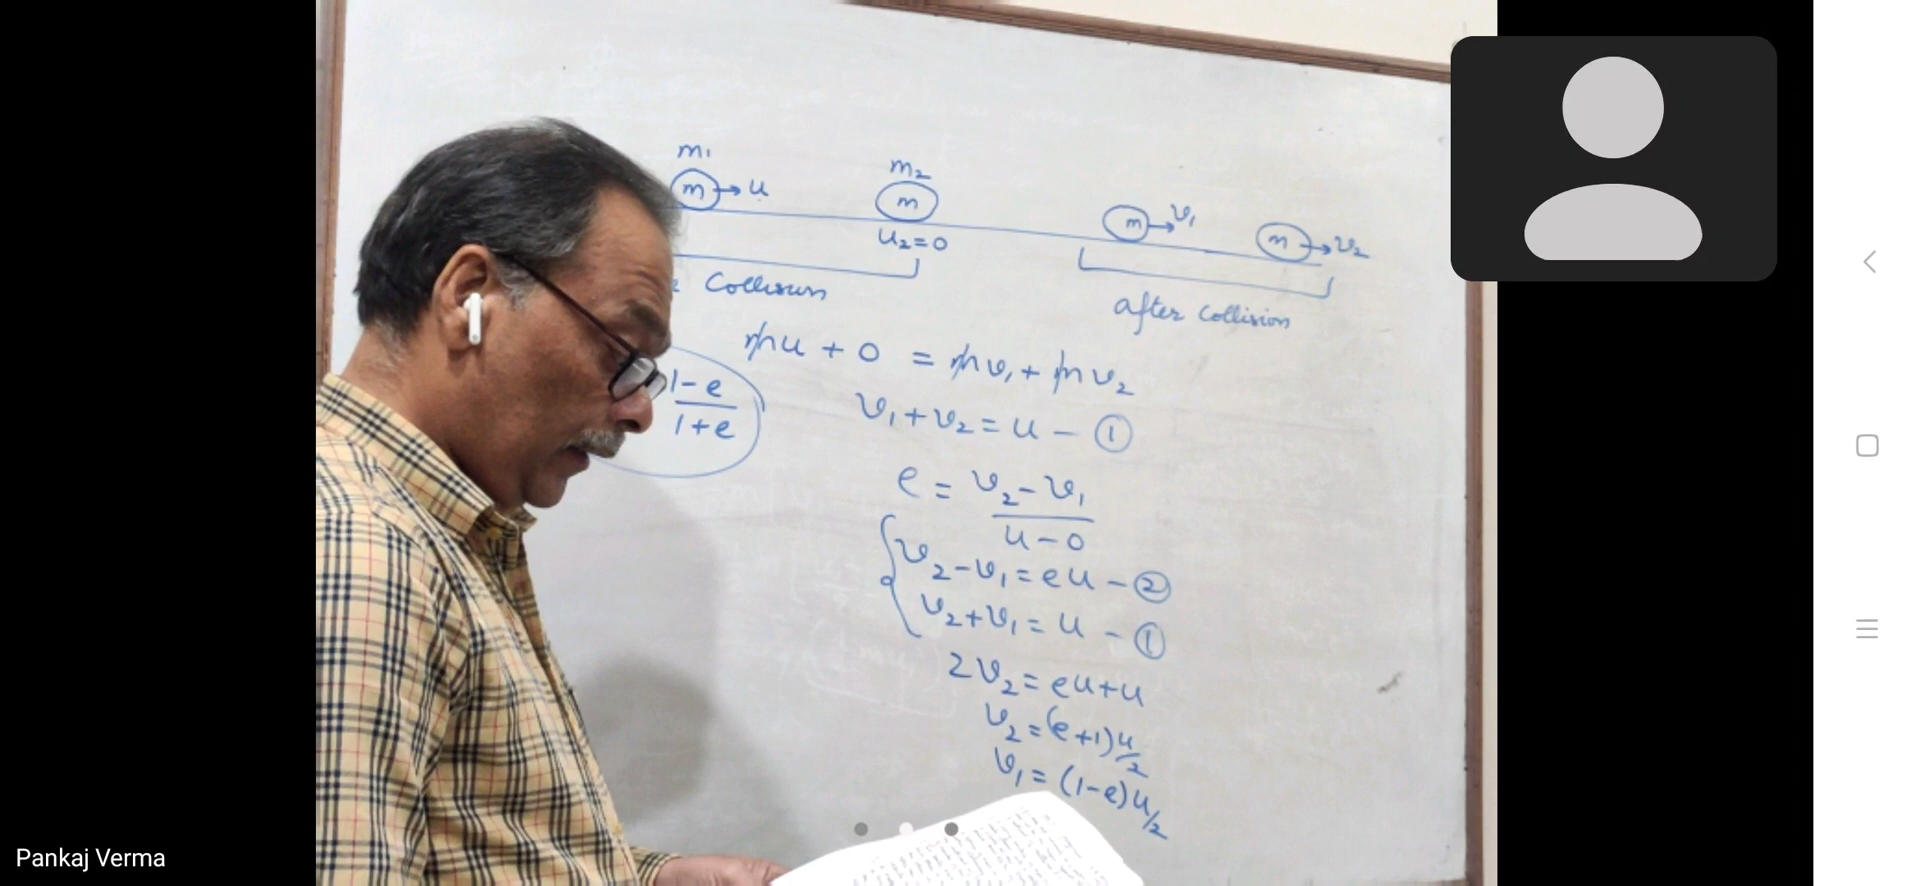 m1
m → u
m2
m
u2 = 0
m → v1
m → v2
Collision
after Collision
mu + 0 = mv1 + mv2
1 - e
1 + e
v1 + v2 = u - ①
e = v2 - v1
u - 0
v2 - v1 = eu - ②
v2 + v1 = u - ①
2v2 = eu + u
v2 = (e + 1)u/2
v1 = (1 - e)u/2
Pankaj Verma